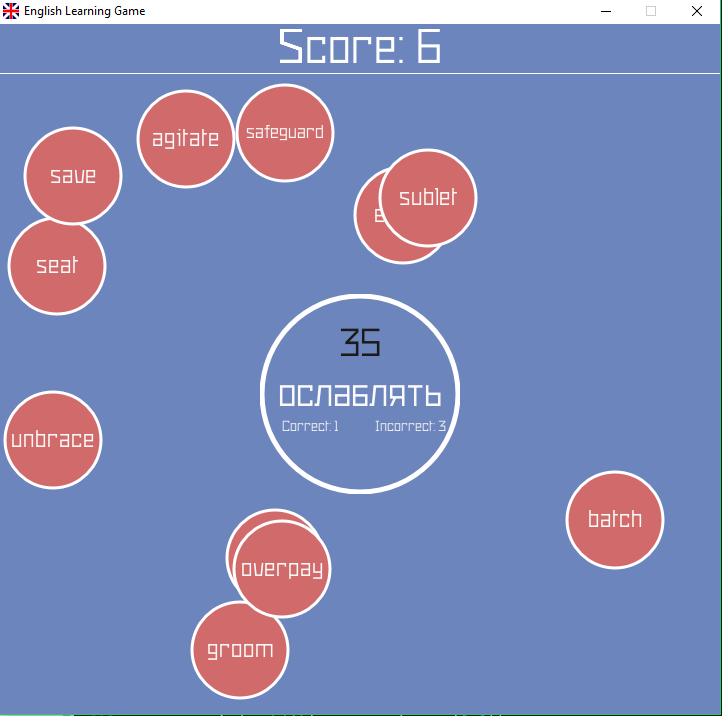 English Learning Game
Score: 6
agitate
safeguard
save
sublet
seat
35
ослаблять
Correct: 1
Incorrect: 3
unbrace
batch
overpay
groom